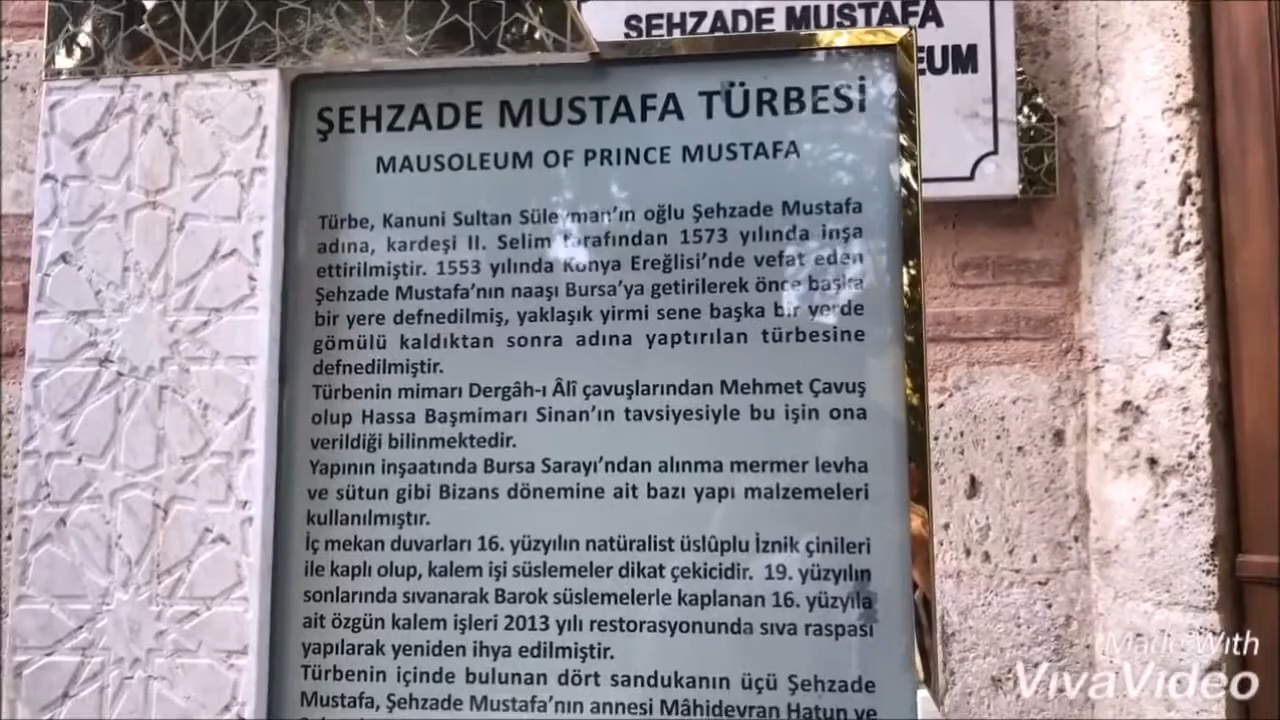 ŞEHZADE MUSTAFA
EUM
ŞEHZADE MUSTAFA TÜRBESİ
MAUSOLEUM OF PRINCE MUSTAFA
Türbe, Kanuni Sultan Süleyman'ın oğlu Şehzade Mustafa
adına, kardeşi II. Selim tarafından 1573 yılında inşa
ettirilmiştir. 1553 yılında Konya Ereğlisi'nde vefat eden
Şehzade Mustafa'nın naaşı Bursa'ya getirilerek önce başka
bir yere defnedilmiş, yaklaşık yirmi sene başka bir yerde
gömülü kaldıktan sonra adına yaptırılan türbesine
defnedilmiştir.
Türbenin mimarı Dergâh-ı Âlî çavuşlarından Mehmet Çavuş
olup Hassa Başmimarı Sinan'ın tavsiyesiyle bu işin ona
verildiği bilinmektedir.
Yapının inşaatında Bursa Sarayı'ndan alınma mermer levha
ve sütun gibi Bizans dönemine ait bazı yapı malzemeleri
kullanılmıştır.
İç mekan duvarları 16. yüzyılın natüralist üslûplu İznik çinileri
ile kaplı olup, kalem işi süslemeler dikat çekicidir. 19. yüzyılın
sonlarında sıvanarak Barok süslemelerle kaplanan 16. yüzyıla
ait özgün kalem işleri 2013 yılı restorasyonunda sıva raspası
yapılarak yeniden ihya edilmiştir.
Türbenin içinde bulunan dört sandukanın üçü Şehzade
Mustafa, Şehzade Mustafa'nın annesi Mâhidevran Hatun ve
Made With
VivaVideo